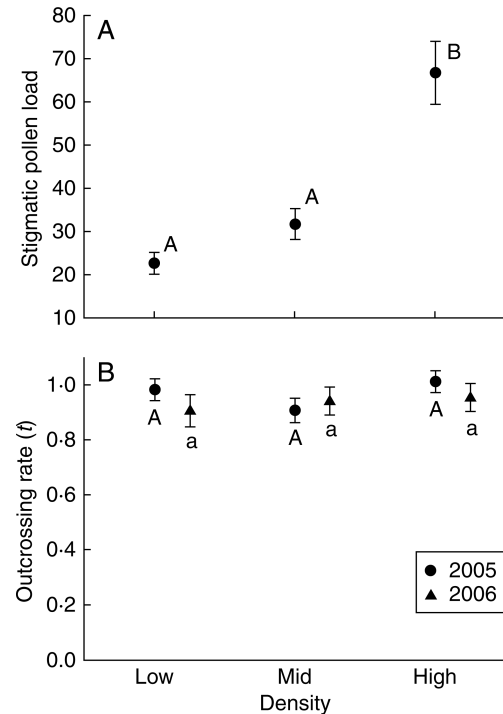 A
80
70
60
50
40
30
20
10
Stigmatic pollen load
A
A
B
B
1·0
0·8
0·6
0·4
0·2
0.0
Outcrossing rate (t)
A
a
A
a
A
a
2005
2006
Low
Mid
High
Density